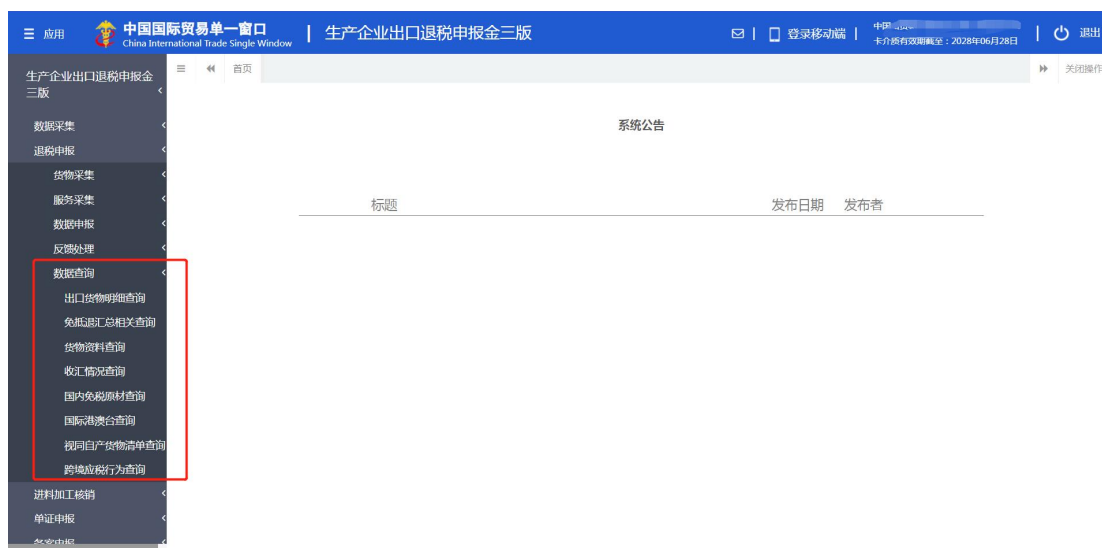 应用
中国国际贸易单一窗口
China International Trade Single Window
生产企业出口退税申报金三版
登录移动端
卡介质有效期截至：2028年06月28日
退出
生产企业出口退税申报金
三版
首页
关闭操作
数据采集
退税申报
货物采集
服务采集
数据申报
反馈处理
数据查询
出口货物明细查询
免抵退汇总相关查询
货物资料查询
收汇情况查询
国内免税原材查询
国际港澳台查询
视同自产货物清单查询
跨境应税行为查询
进料加工核销
单证申报
系统公告
标题
发布日期
发布者